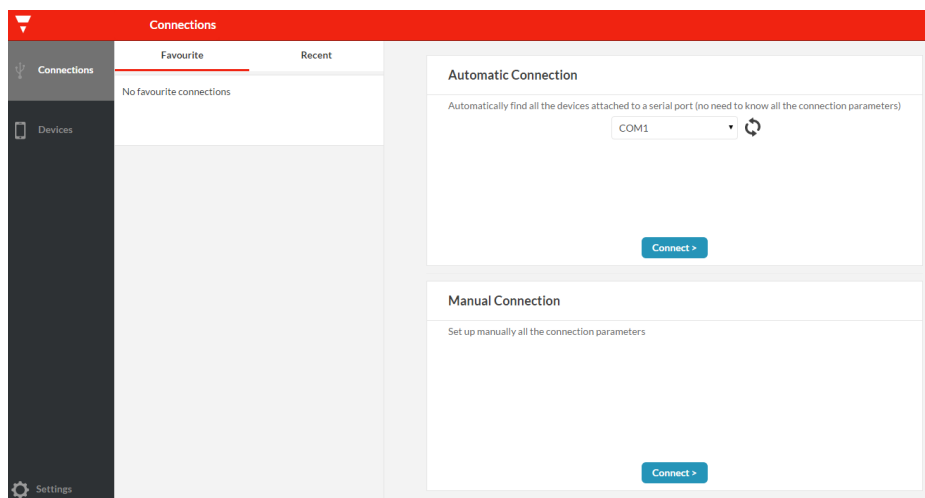 Connections
Connections
Devices
Settings
Favourite Recent
No favourite connections
Automatic Connection
Automatically find all the devices attached to a serial port (no need to know all the connection parameters)
COM1
Connect >
Manual Connection
Set up manually all the connection parameters
Connect >